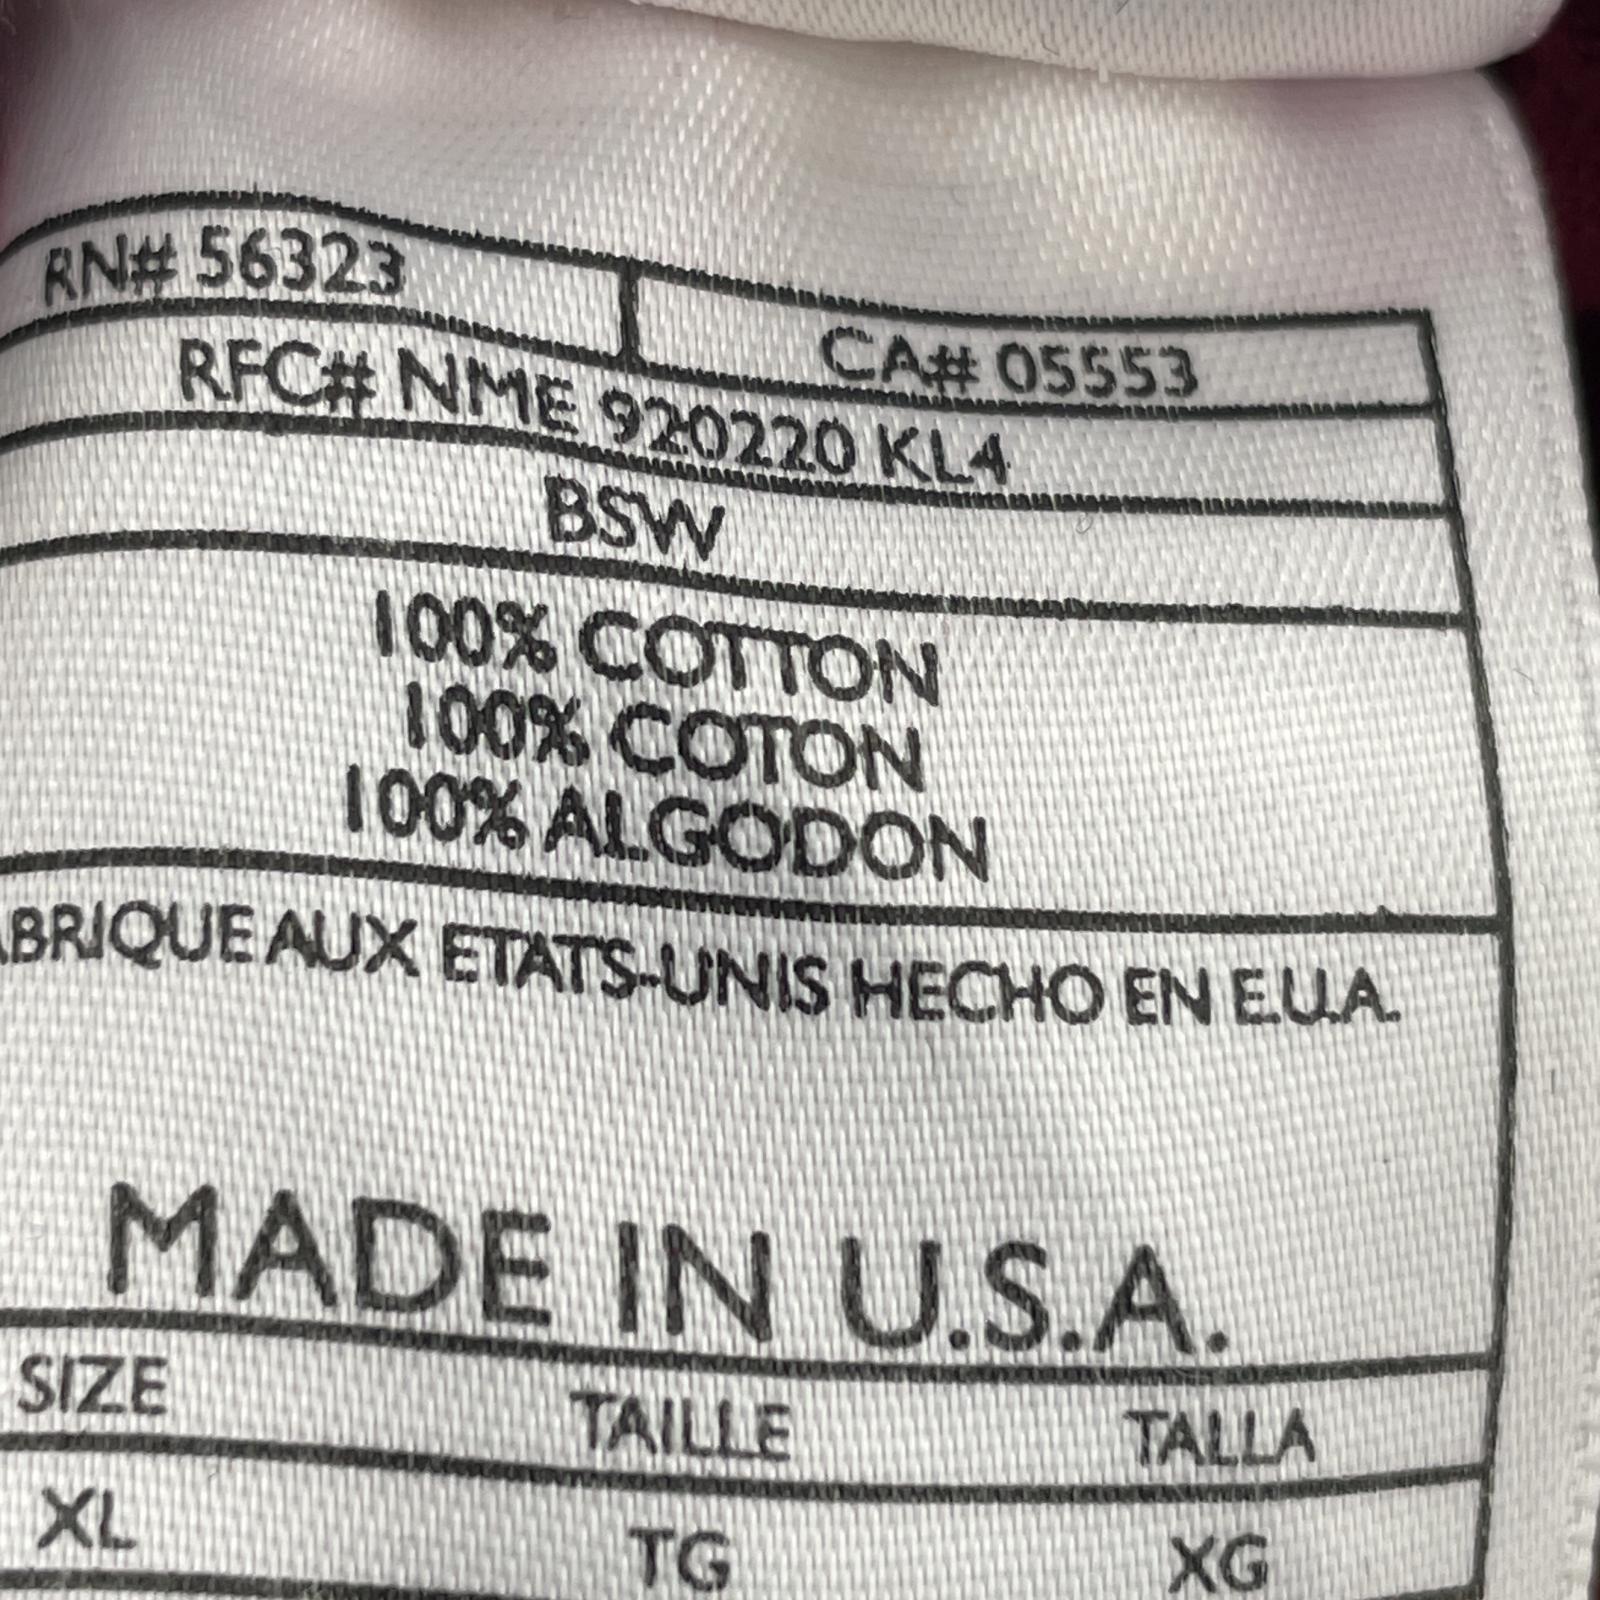 RN# 56323 CA# 05553
RFC# NME 920220 KL4
BSW
100% COTTON
100% COTON
100% ALGODON
ABRIQUE AUX ETATS-UNIS HECHO EN E.U.A.
MADE IN U.S.A.
SIZE TAILLE TALLA
XL TG XG